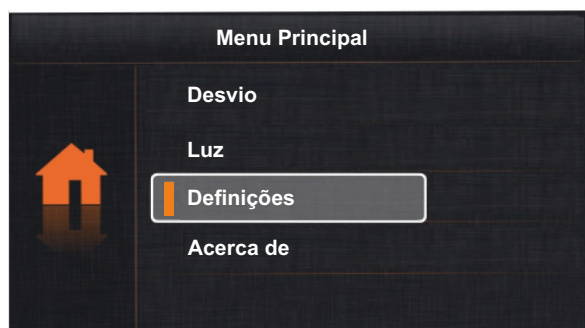 Menu Principal
Desvio
Luz
Definições
Acerca de